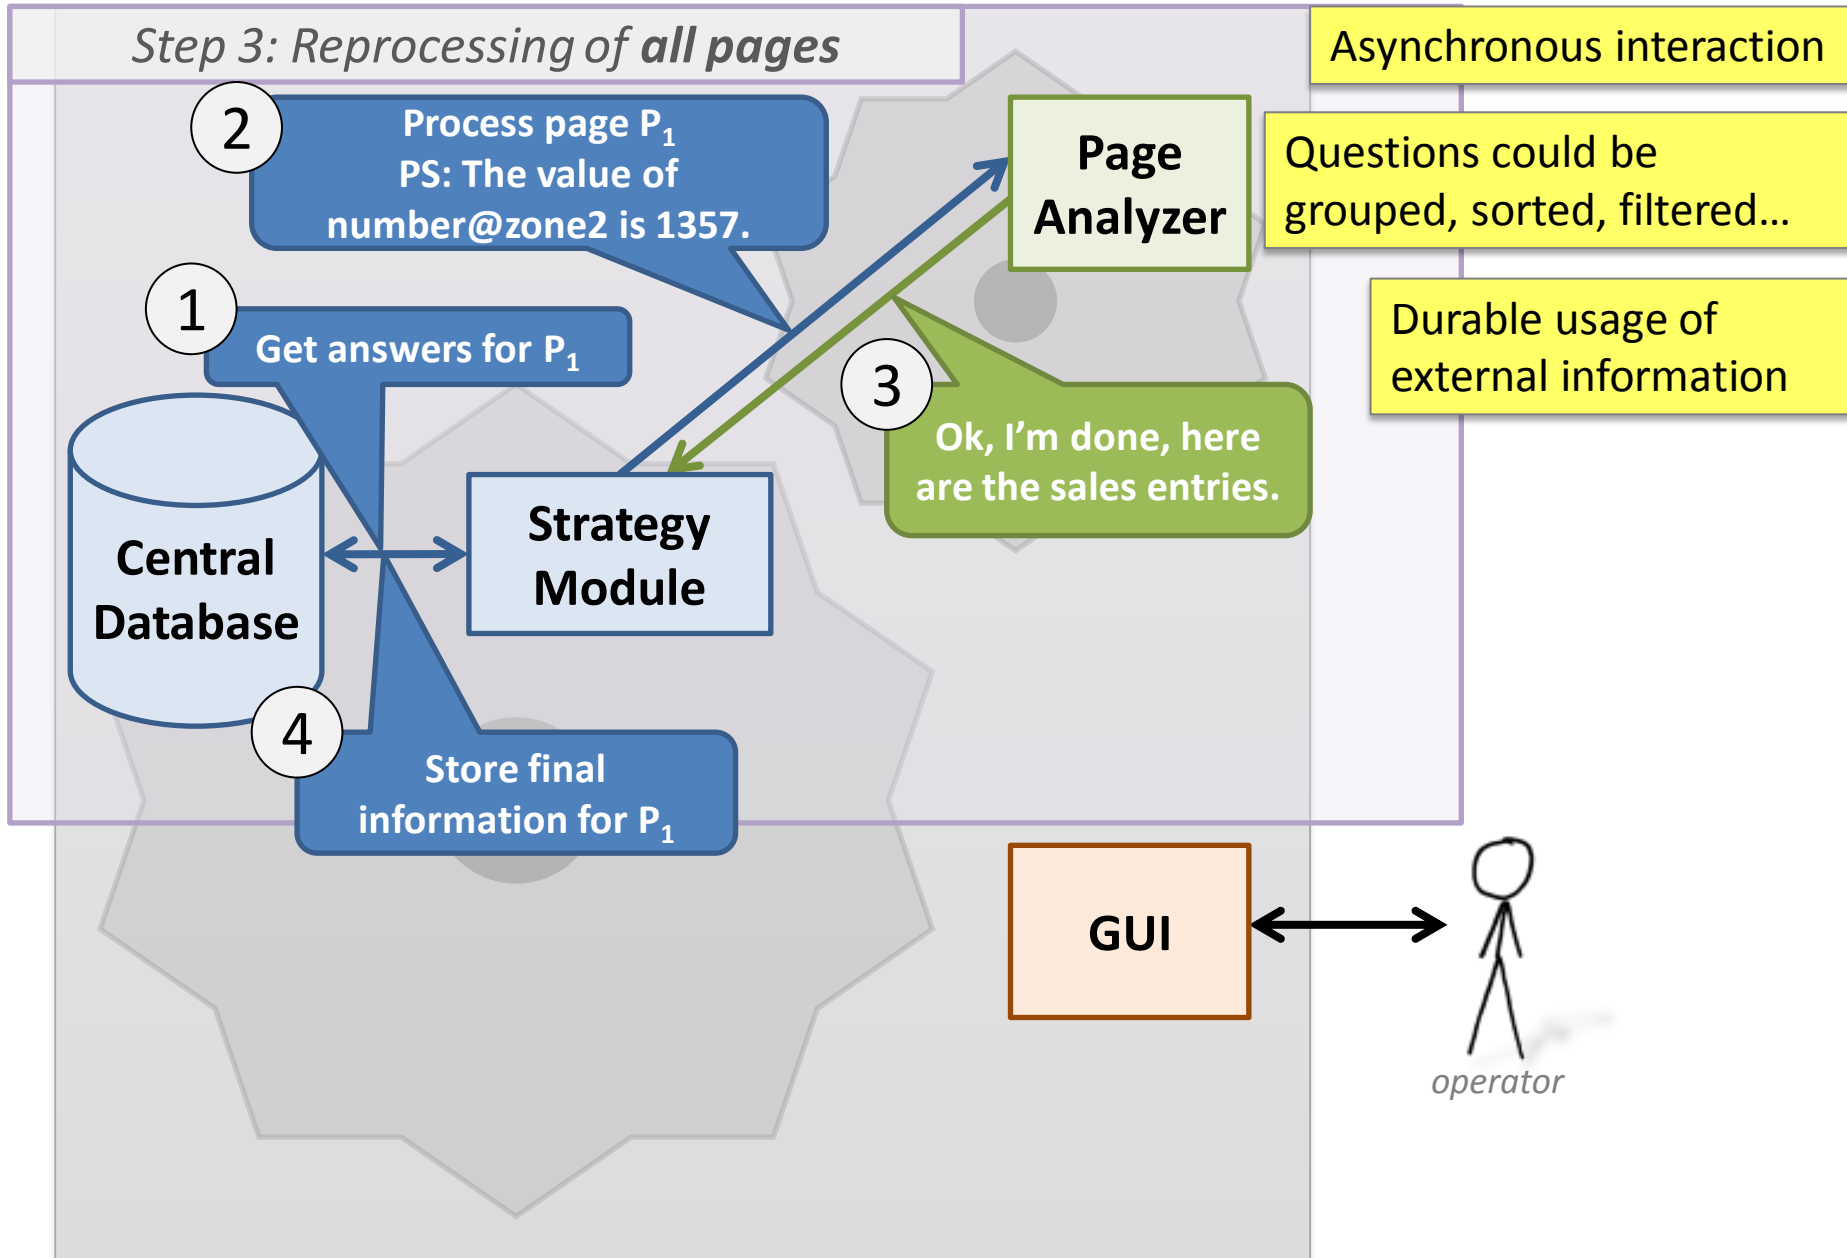 Step 3: Reprocessing of all pages
Asynchronous interaction
2
Process page P1
PS: The value of
number@zone2 is 1357.
Page
Analyzer
Questions could be
grouped, sorted, filtered…
1
Get answers for P1
Durable usage of
external information
3
Ok, I’m done, here
are the sales entries.
Central
Database
Strategy
Module
4
Store final
information for P1
GUI
operator